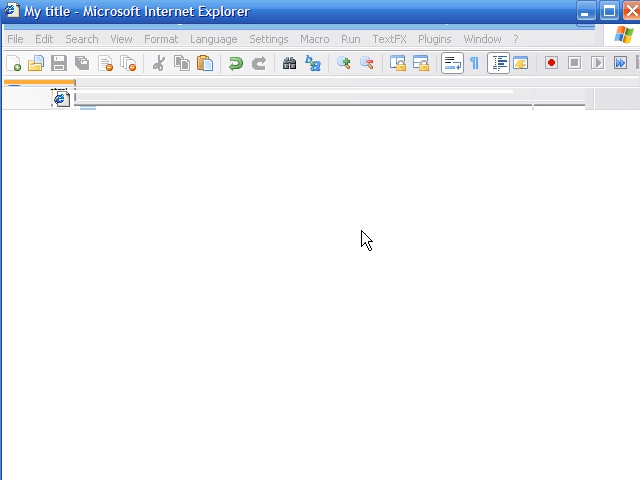 My title - Microsoft Internet Explorer
File Edit Search View Format Language Settings Macro Run TextFX Plugins Window ?